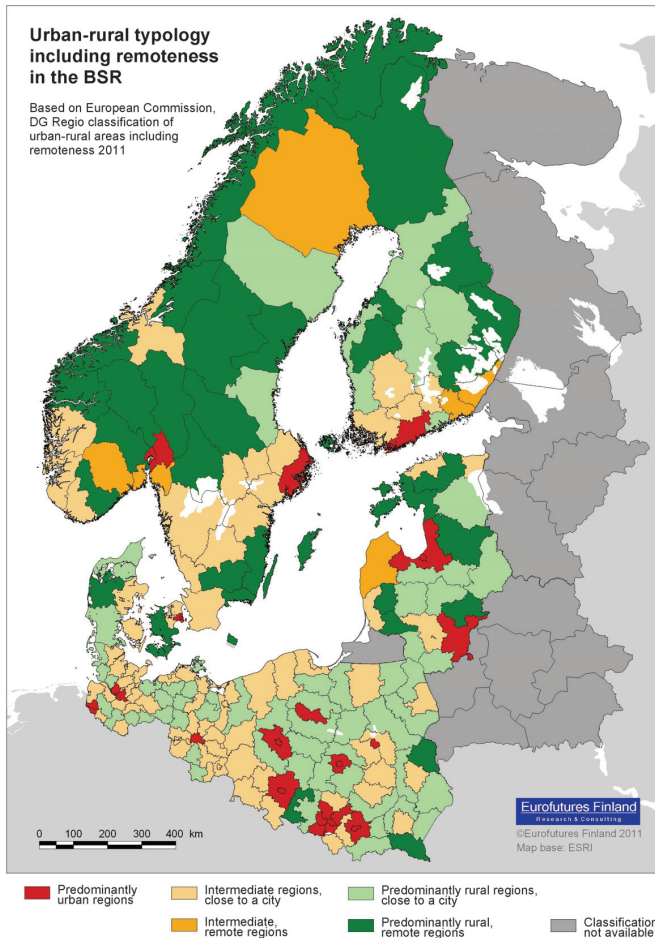 Urban-rural typology
including remoteness
in the BSR
Based on European Commission,
DG Regio classification of
urban-rural areas including
remoteness 2011
Eurofutures Finland
Research & Consulting
©Eurofutures Finland 2011
Map base: ESRI
0 100 200 300 400 km
Predominantly
urban regions
Intermediate regions,
close to a city
Predominantly rural regions,
close to a city
Intermediate,
remote regions
Predominantly rural,
remote regions
Classification
not available